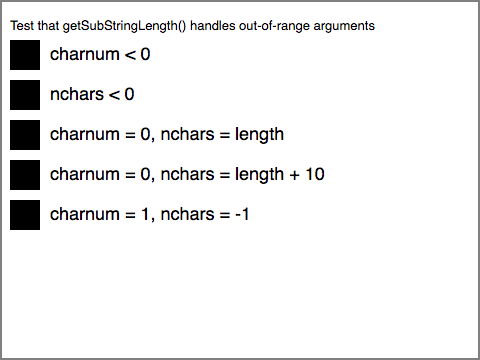 Test that getSubStringLength() handles out-of-range arguments
charnum < 0
nchars < 0
charnum = 0, nchars = length
charnum = 0, nchars = length + 10
charnum = 1, nchars = -1